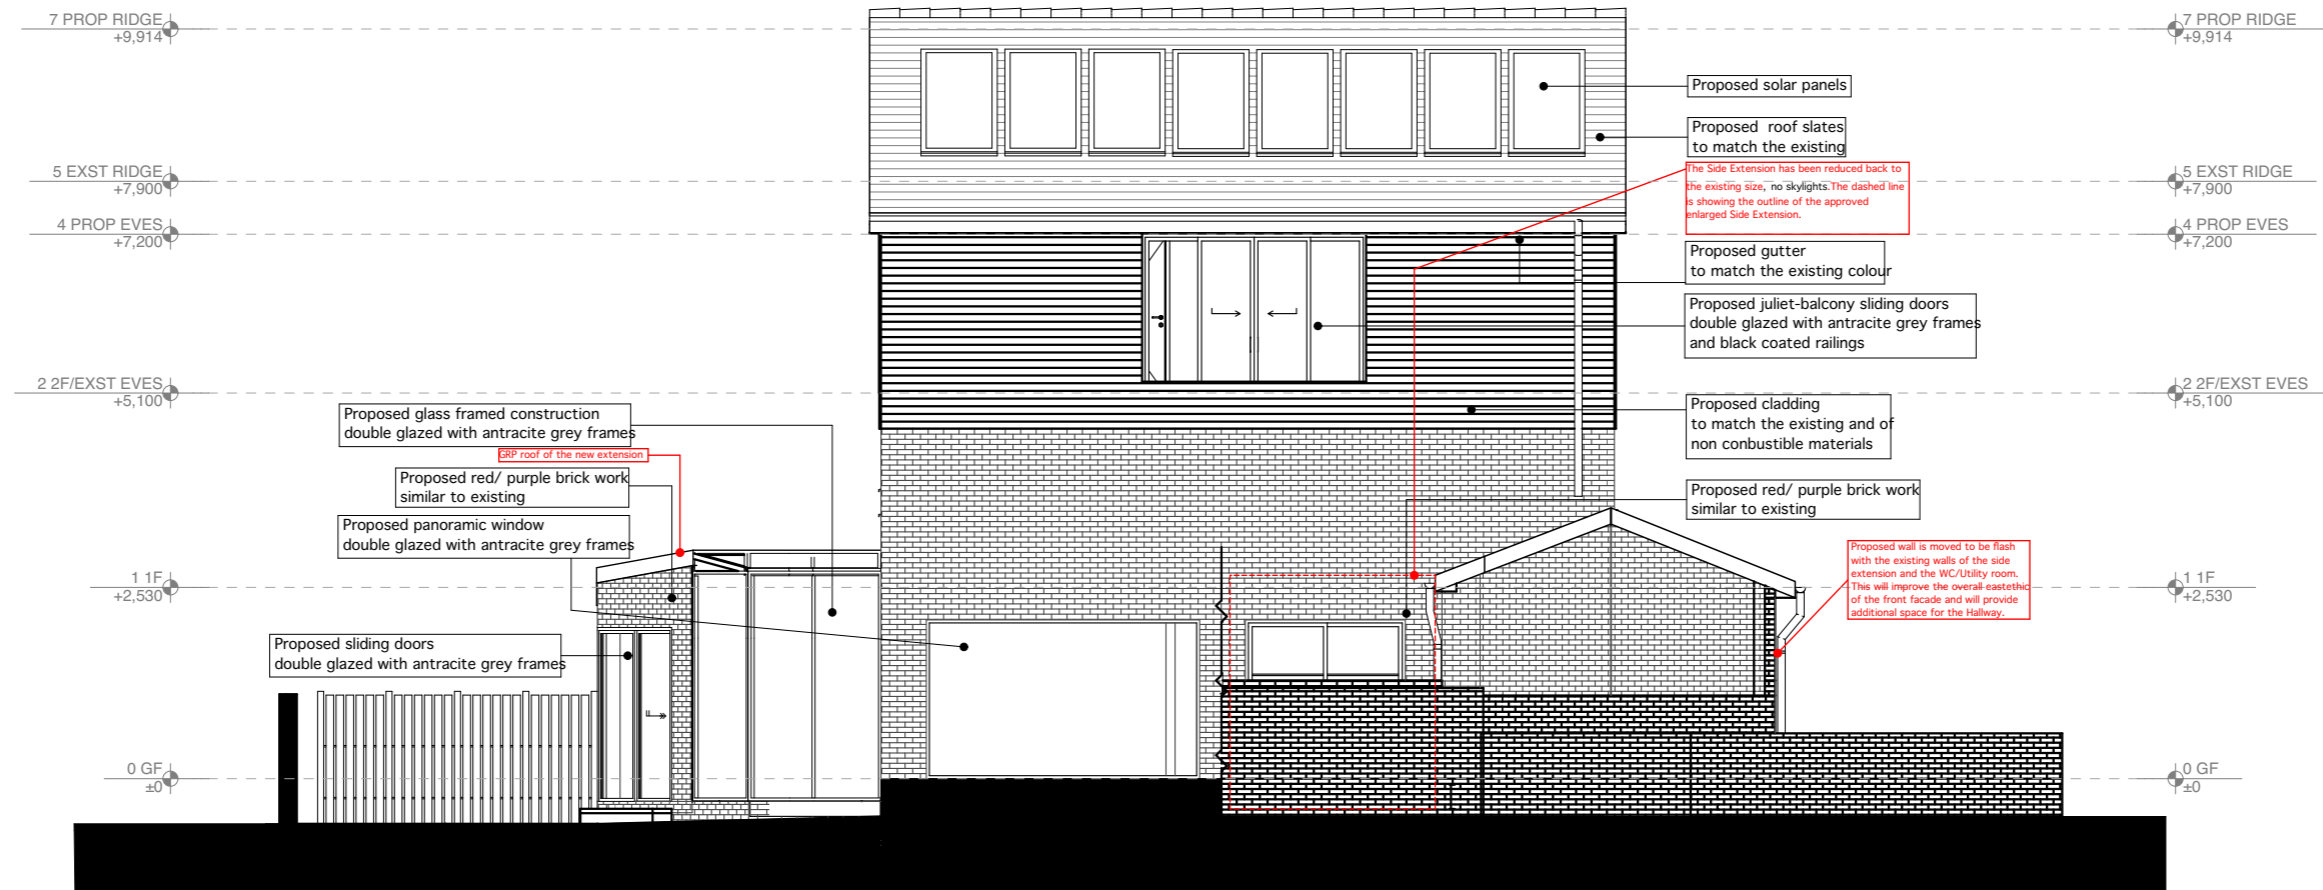 7 PROP RIDGE
+9,914
5 EXST RIDGE
+7,900
4 PROP EVES
+7,200
2 2F/EXST EVES
+5,100
1 1F
+2,530
0 GF
±0
Proposed glass framed construction
double glazed with antracite grey frames
GRP roof of the new extension
Proposed red/ purple brick work
similar to existing
Proposed panoramic window
double glazed with antracite grey frames
Proposed sliding doors
double glazed with antracite grey frames
Proposed solar panels
Proposed roof slates
to match the existing
The Side Extension has been reduced back to
the existing size, no skylights.The dashed line
is showing the outline of the approved
enlarged Side Extension.
Proposed gutter
to match the existing colour
Proposed juliet-balcony sliding doors
double glazed with antracite grey frames
and black coated railings
Proposed cladding
to match the existing and of
non conbustible materials
Proposed red/ purple brick work
similar to existing
Proposed wall is moved to be flash
with the existing walls of the side
extension and the WC/Utility room.
This will improve the overall eastethic
of the front facade and will provide
additional space for the Hallway.
7 PROP RIDGE
+9,914
5 EXST RIDGE
+7,900
4 PROP EVES
+7,200
2 2F/EXST EVES
+5,100
1 1F
+2,530
0 GF
±0